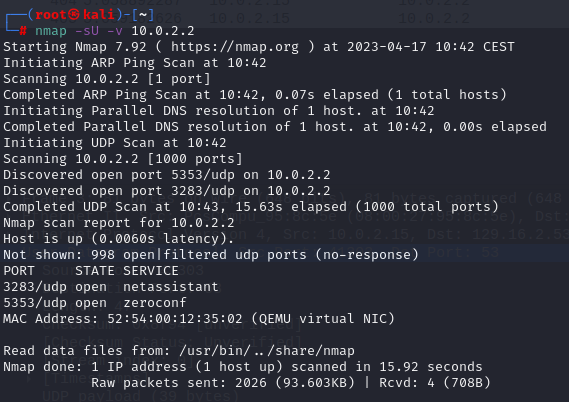 ┌──(root㉿kali)-[~]
└─# nmap -sU -v 10.0.2.2
Starting Nmap 7.92 ( https://nmap.org ) at 2023-04-17 10:42 CEST
Initiating ARP Ping Scan at 10:42
Scanning 10.0.2.2 [1 port]
Completed ARP Ping Scan at 10:42, 0.07s elapsed (1 total hosts)
Initiating Parallel DNS resolution of 1 host. at 10:42
Completed Parallel DNS resolution of 1 host. at 10:42, 0.00s elapsed
Initiating UDP Scan at 10:42
Scanning 10.0.2.2 [1000 ports]
Discovered open port 5353/udp on 10.0.2.2
Discovered open port 3283/udp on 10.0.2.2
Completed UDP Scan at 10:43, 15.63s elapsed (1000 total ports)
Nmap scan report for 10.0.2.2
Host is up (0.0060s latency).
Not shown: 998 open|filtered udp ports (no-response)
PORT     STATE SERVICE
3283/udp open  netassistant
5353/udp open  zeroconf
MAC Address: 52:54:00:12:35:02 (QEMU virtual NIC)

Read data files from: /usr/bin/../share/nmap
Nmap done: 1 IP address (1 host up) scanned in 15.92 seconds
           Raw packets sent: 2026 (93.603KB) | Rcvd: 4 (708B)